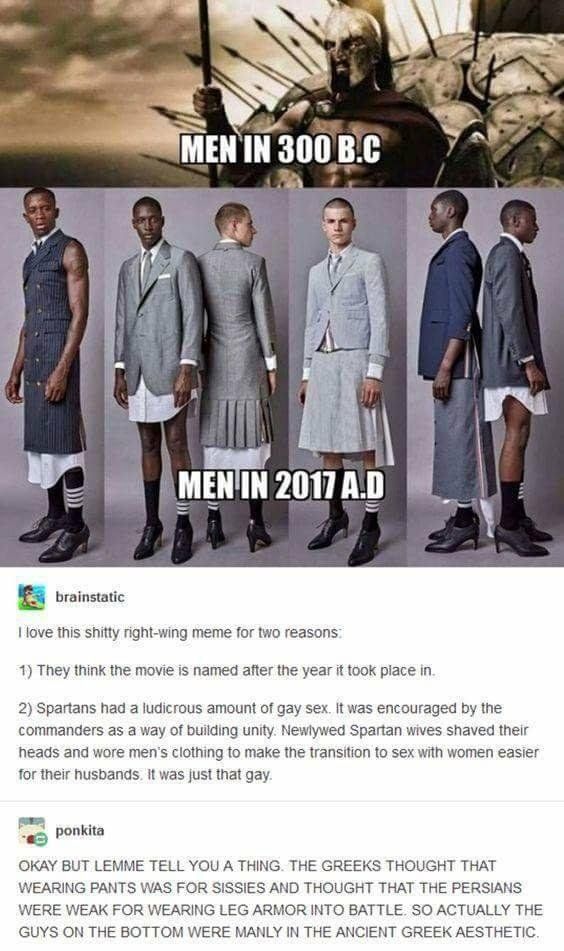 MEN IN 300 B.C
MEN IN 2017 A.D
brainstatic
I love this shitty right-wing meme for two reasons:
1) They think the movie is named after the year it took place in.
2) Spartans had a ludicrous amount of gay sex. It was encouraged by the
commanders as a way of building unity. Newlywed Spartan wives shaved their
heads and wore men's clothing to make the transition to sex with women easier
for their husbands. It was just that gay.
ponkita
OKAY BUT LEMME TELL YOU A THING. THE GREEKS THOUGHT THAT
WEARING PANTS WAS FOR SISSIES AND THOUGHT THAT THE PERSIANS
WERE WEAK FOR WEARING LEG ARMOR INTO BATTLE. SO ACTUALLY THE
GUYS ON THE BOTTOM WERE MANLY IN THE ANCIENT GREEK AESTHETIC.